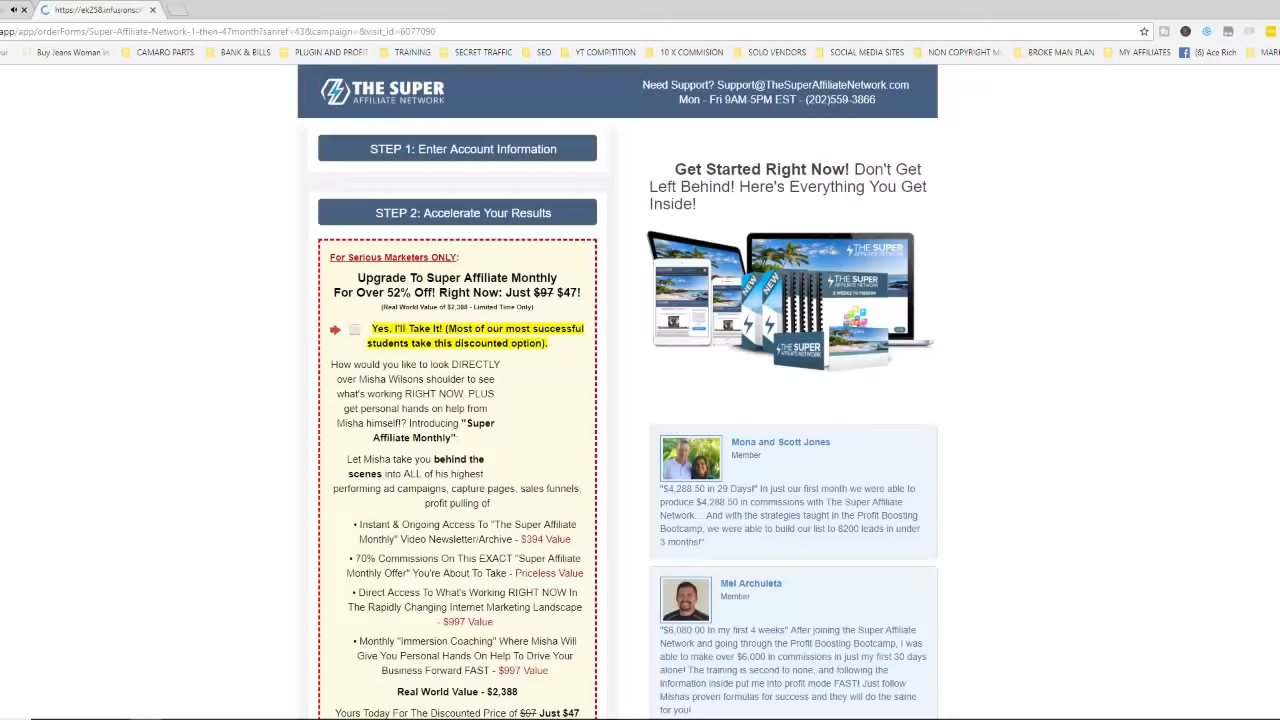 https://ek258.infusionsoft
app/app/orderForms/Super-Affiliate-Network-1-then-47month?sanref=43&campaign=&visit_id=6077090
Buy Jeans Woman in
CAMARO PARTS
BANK & BILLS
PLUGIN AND PROFIT
TRAINING
SECRET TRAFFIC
SEO
YT COMPITITION
10 X COMMISION
SOLO VENDORS
SOCIAL MEDIA SITES
NON COPYRIGHT
BROKE MAN PLAN
MY AFFILIATES
(6) Ace Rich
THE SUPER
AFFILIATE NETWORK
Need Support? Support@TheSuperAffiliateNetwork.com
Mon - Fri 9AM-5PM EST - (202)559-3866
STEP 1: Enter Account Information
STEP 2: Accelerate Your Results
For Serious Marketers ONLY:
Upgrade To Super Affiliate Monthly
For Over 52% Off! Right Now: Just $97 $47!
(Real World Value of $2,388 - Limited Time Only)
Yes, I'll Take It! (Most of our most successful
students take this discounted option).
How would you like to look DIRECTLY
over Misha Wilsons shoulder to see
what's working RIGHT NOW, PLUS
get personal hands on help from
Misha himself!? Introducing "Super
Affiliate Monthly"
Let Misha take you behind the
scenes into ALL of his highest
performing ad campaigns, capture pages, sales funnels,
profit pulling of
• Instant & Ongoing Access To "The Super Affiliate
Monthly" Video Newsletter/Archive - $394 Value
• 70% Commissions On This EXACT "Super Affiliate
Monthly Offer" You're About To Take - Priceless Value
• Direct Access To What's Working RIGHT NOW In
The Rapidly Changing Internet Marketing Landscape
- $997 Value
• Monthly "Immersion Coaching" Where Misha Will
Give You Personal Hands On Help To Drive Your
Business Forward FAST - $997 Value
Real World Value - $2,388
Yours Today For The Discounted Price of $97 Just $47
Get Started Right Now! Don't Get
Left Behind! Here's Everything You Get
Inside!
THE SUPER
AFFILIATE NETWORK
NEW
NEW
THE SUPER
AFFILIATE NETWORK
THE SUPER
AFFILIATE NETWORK
Mona and Scott Jones
Member
"$4,288.50 in 29 Days!" In just our first month we were able to
produce $4,288.50 in commissions with The Super Affiliate
Network... And with the strategies taught in the Profit Boosting
Bootcamp, we were able to build our list to 8200 leads in under
3 months!"
Mel Archuleta
Member
"$6,080.00 In my first 4 weeks" After joining the Super Affiliate
Network and going through the Profit Boosting Bootcamp, I was
able to make over $6,000 in commissions in just my first 30 days
alone! The training is second to none, and following the
information inside put me into profit mode FAST! Just follow
Mishas proven formulas for success and they will do the same
for you!